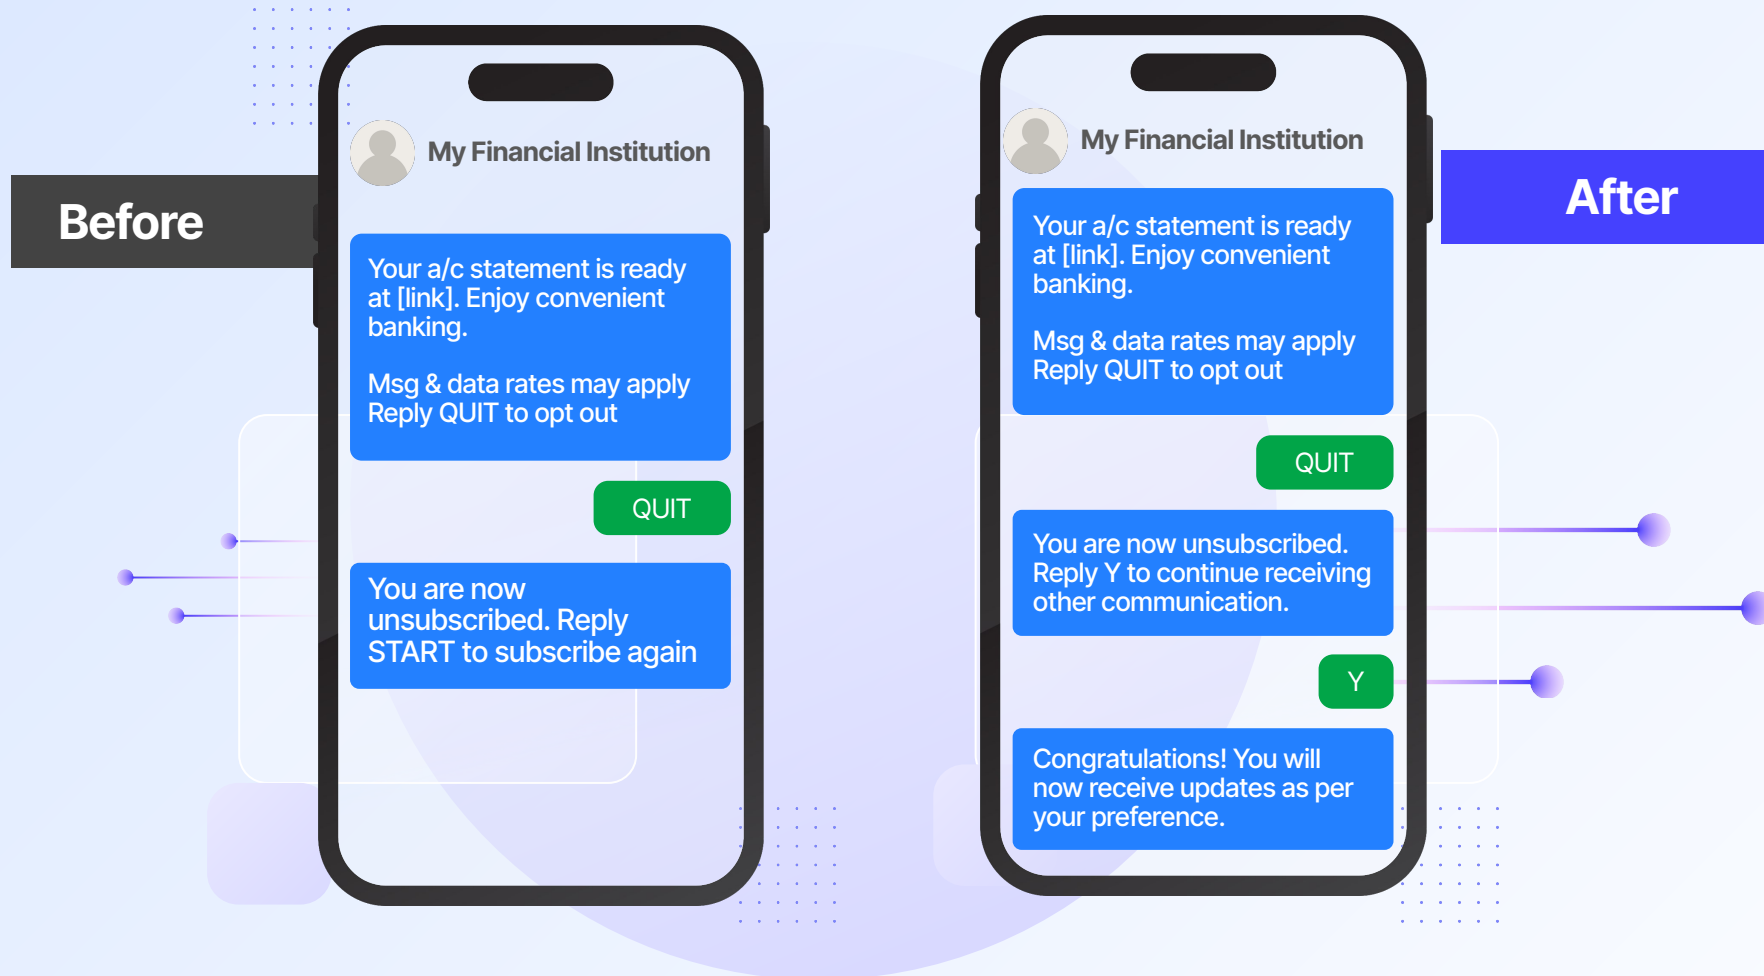 Before
My Financial Institution
Your a/c statement is ready
at [link]. Enjoy convenient
banking.
Msg & data rates may apply
Reply QUIT to opt out
QUIT
You are now
unsubscribed. Reply
START to subscribe again
After
My Financial Institution
Your a/c statement is ready
at [link]. Enjoy convenient
banking.
Msg & data rates may apply
Reply QUIT to opt out
QUIT
You are now unsubscribed.
Reply Y to continue receiving
other communication.
Y
Congratulations! You will
now receive updates as per
your preference.